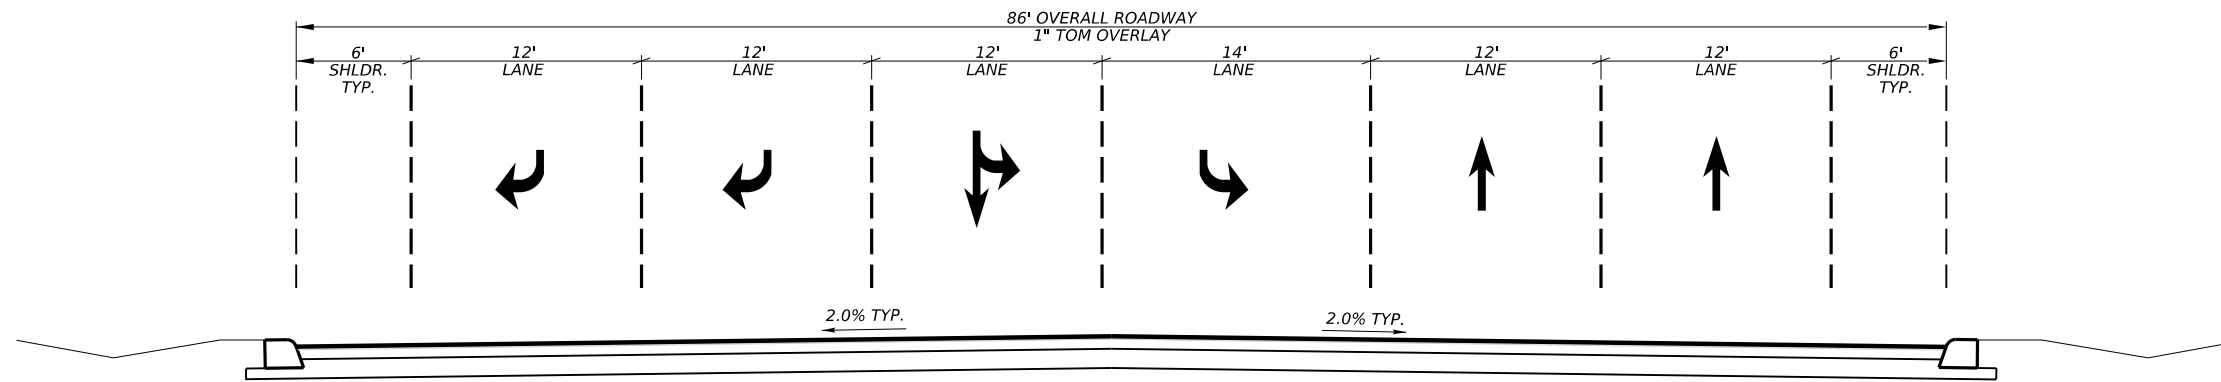 86' OVERALL ROADWAY
1" TOM OVERLAY
6'
SHLDR.
TYP.
12'
LANE
12'
LANE
12'
LANE
14'
LANE
12'
LANE
12'
LANE
6'
SHLDR.
TYP.
2.0% TYP.
2.0% TYP.